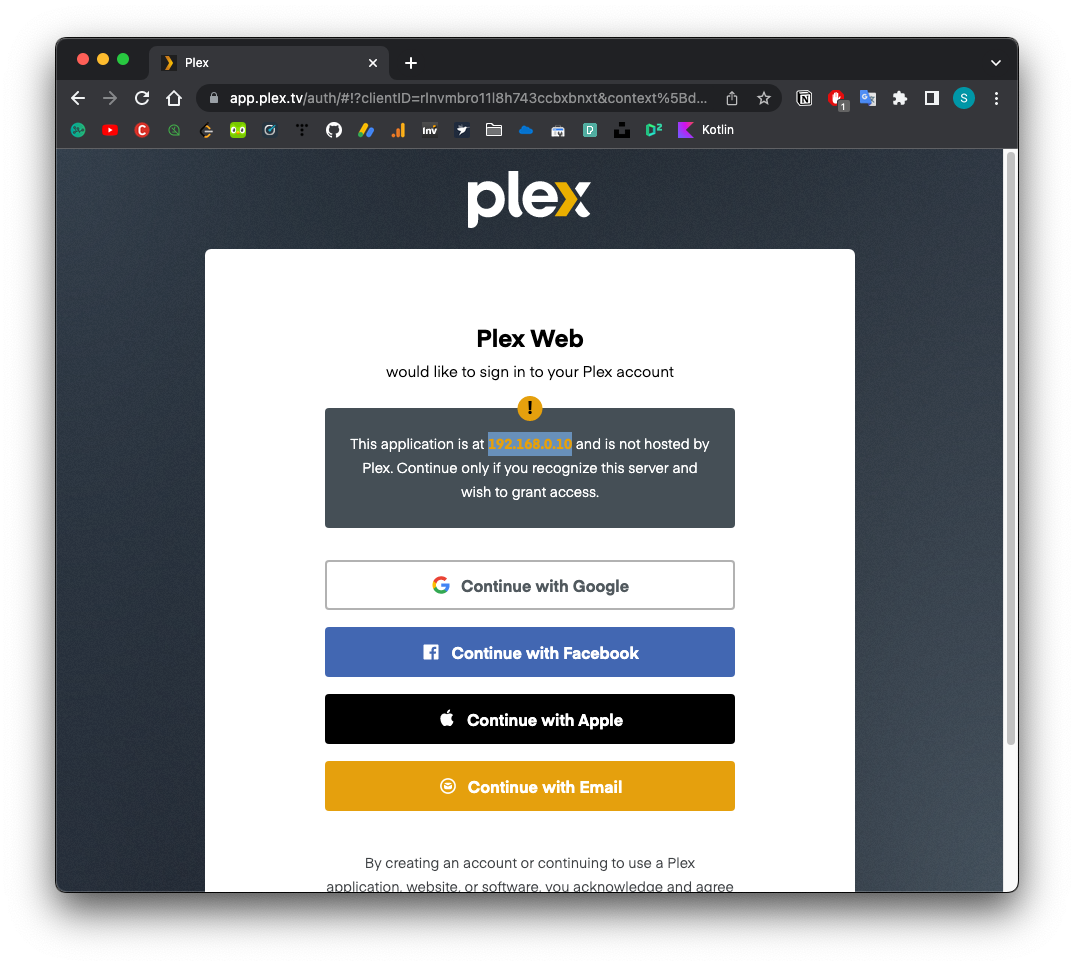 Plex
app.plex.tv/auth/#!?clientID=rlnvmbro11l8h743ccbxbnxt&context%5Bd...
1
S
Inv
Kotlin
plex
Plex Web
would like to sign in to your Plex account
!
This application is at 192.168.0.10 and is not hosted by
Plex. Continue only if you recognize this server and
wish to grant access.
Continue with Google
Continue with Facebook
Continue with Apple
Continue with Email
By creating an account or continuing to use a Plex
application, website, or software, you acknowledge and agree